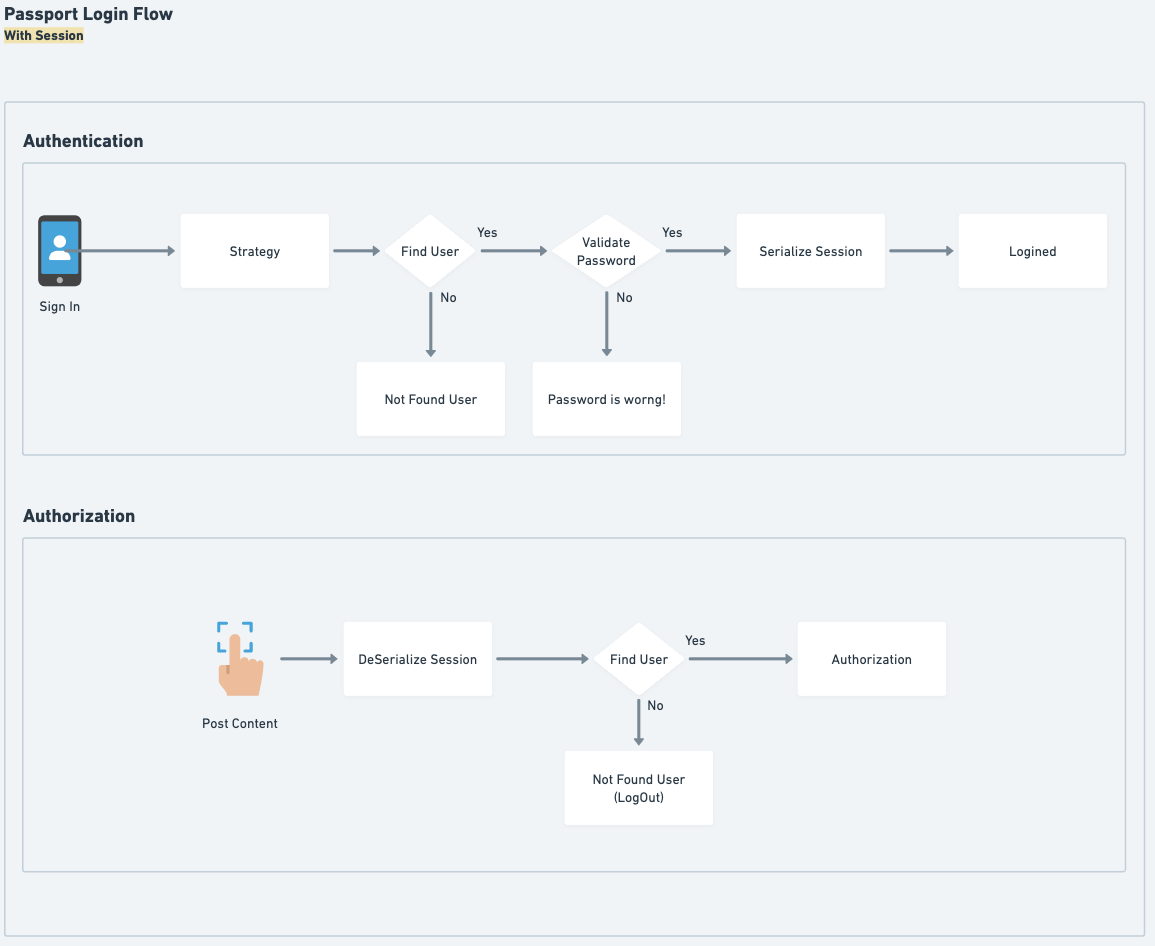 Passport Login Flow
With Session
Authentication
Sign In
Strategy
Find User
Yes
No
Not Found User
Validate
Password
Yes
No
Password is worng!
Serialize Session
Logined
Authorization
Post Content
DeSerialize Session
Find User
Yes
No
Not Found User
(LogOut)
Authorization